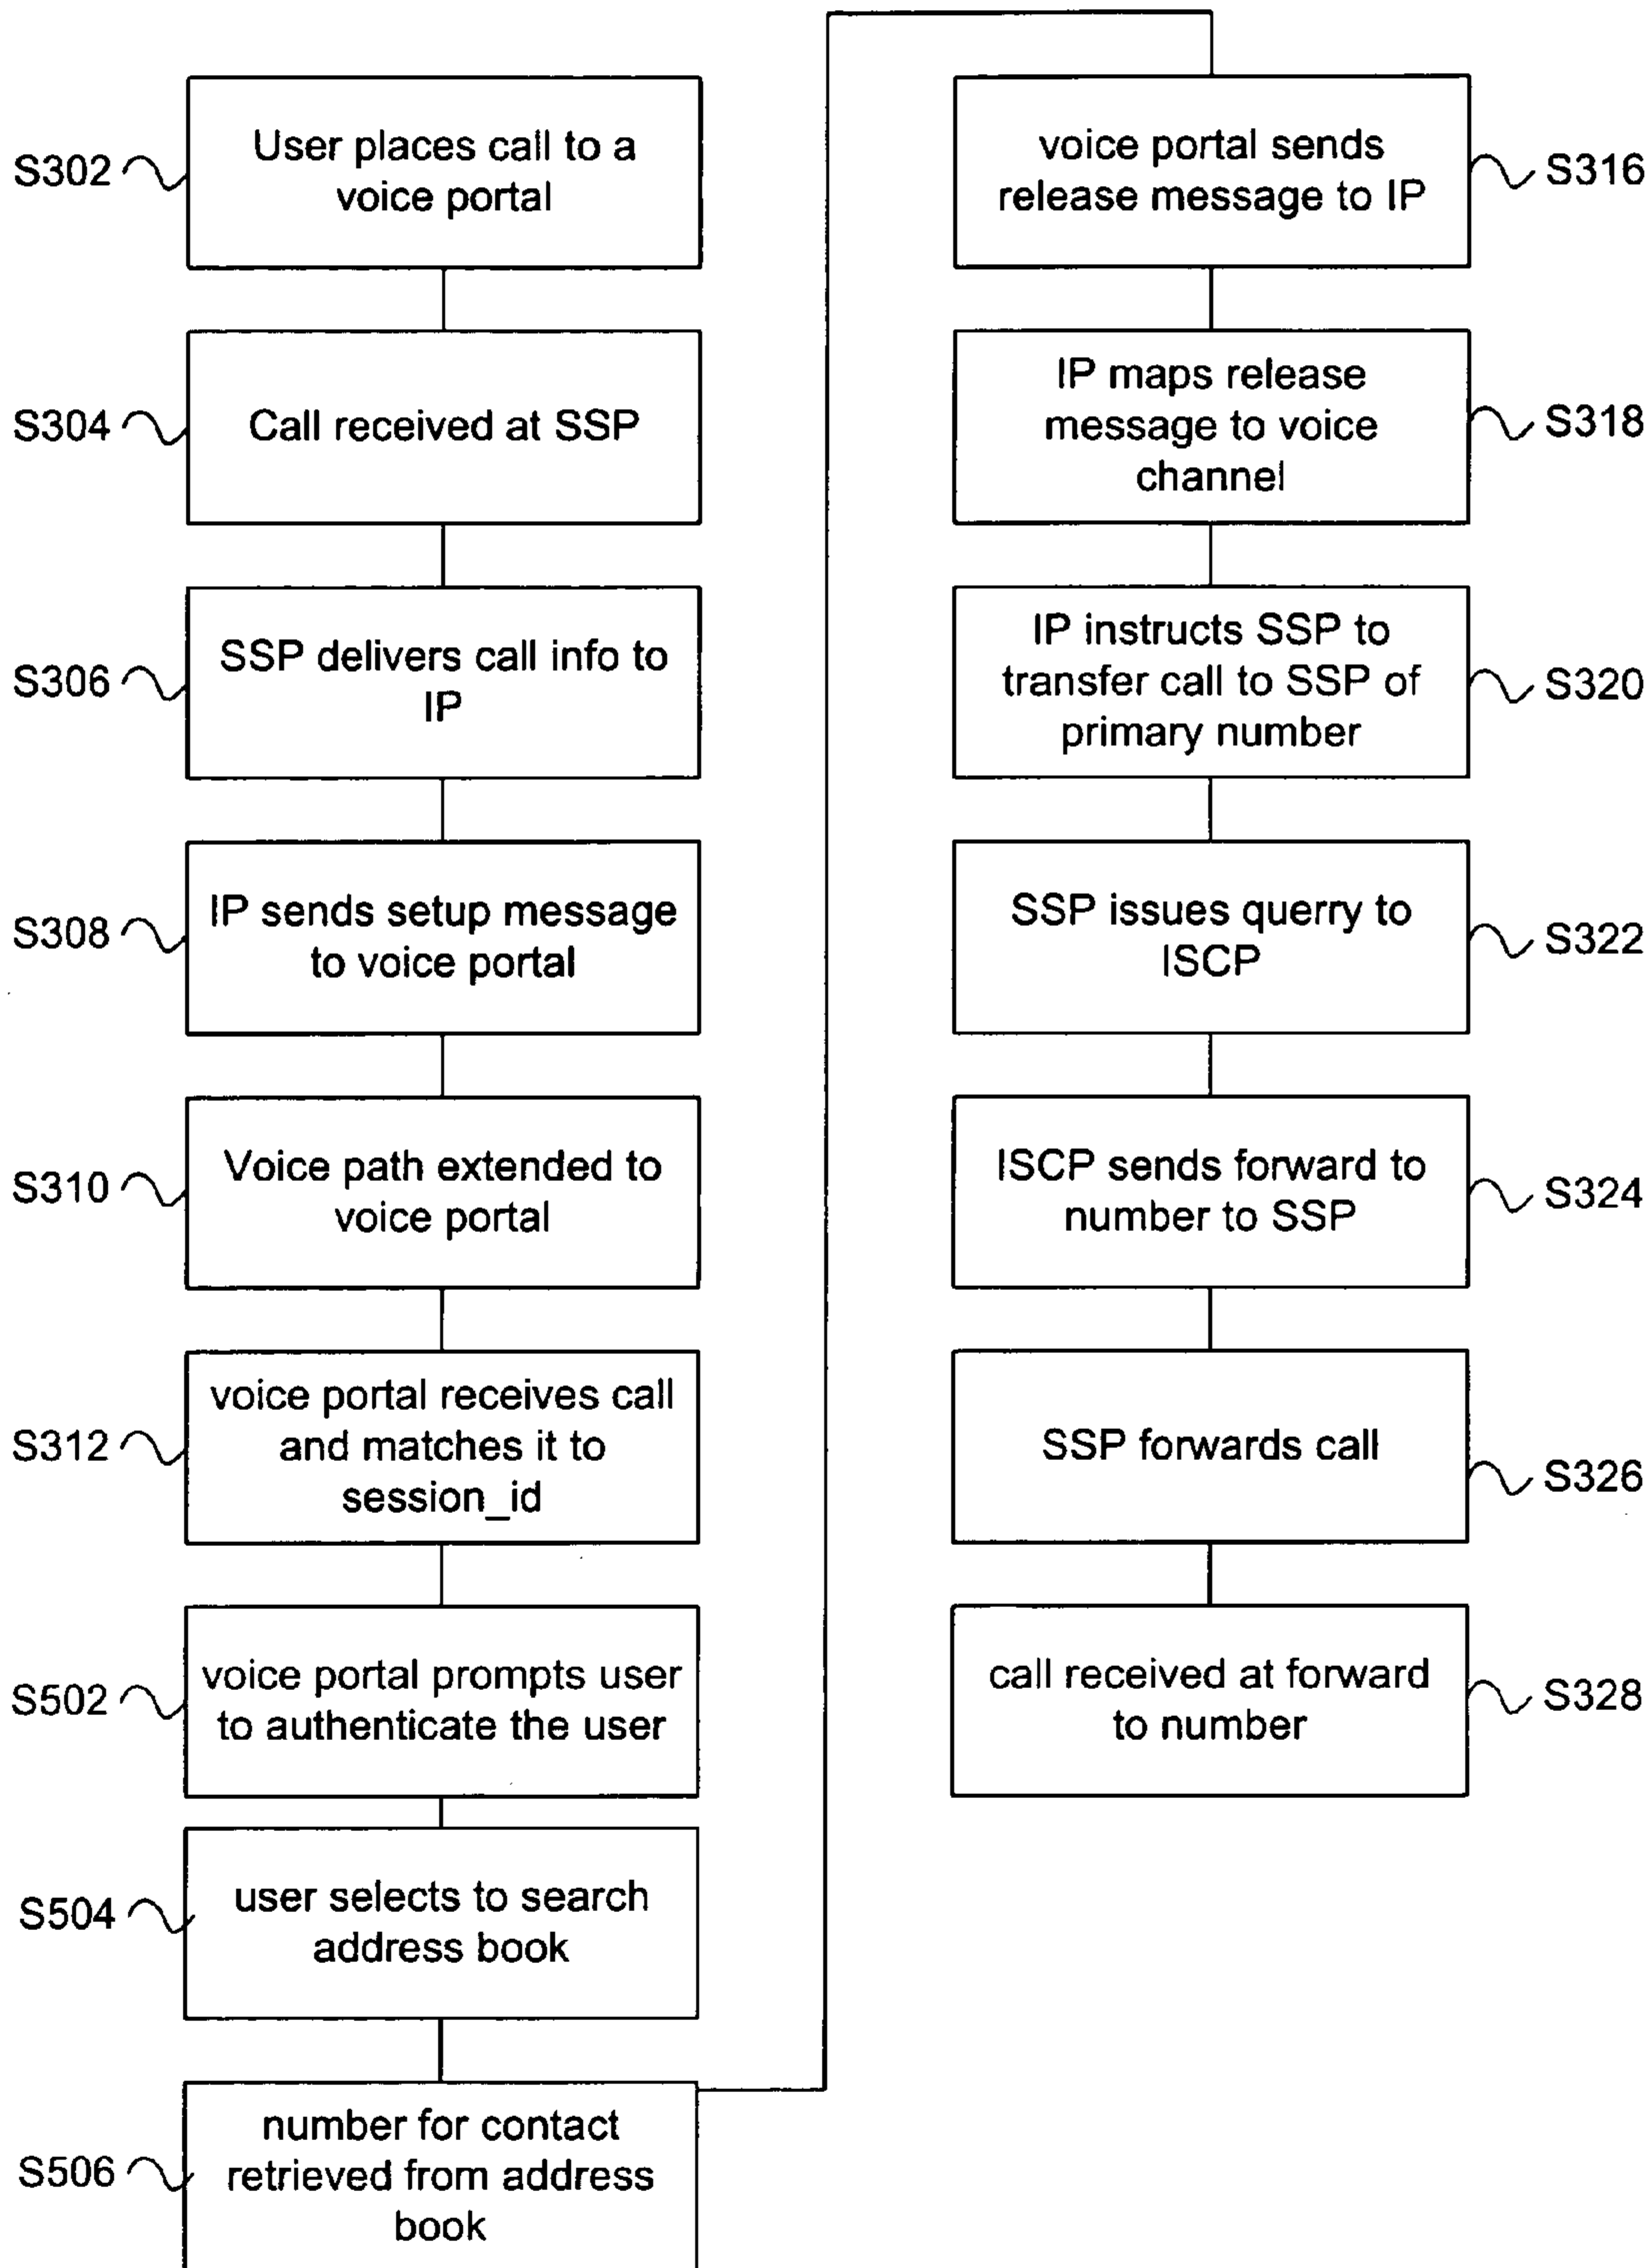 S302
User places call to a
voice portal
S304
Call received at SSP
S306
SSP delivers call info to
IP
S308
IP sends setup message
to voice portal
S310
Voice path extended to
voice portal
S312
voice portal receives call
and matches it to
session_id
S502
voice portal prompts user
to authenticate the user
S504
user selects to search
address book
S506
number for contact
retrieved from address
book
voice portal sends
release message to IP
S316
IP maps release
message to voice
channel
S318
IP instructs SSP to
transfer call to SSP of
primary number
S320
SSP issues querry to
ISCP
S322
ISCP sends forward to
number to SSP
S324
SSP forwards call
S326
call received at forward
to number
S328